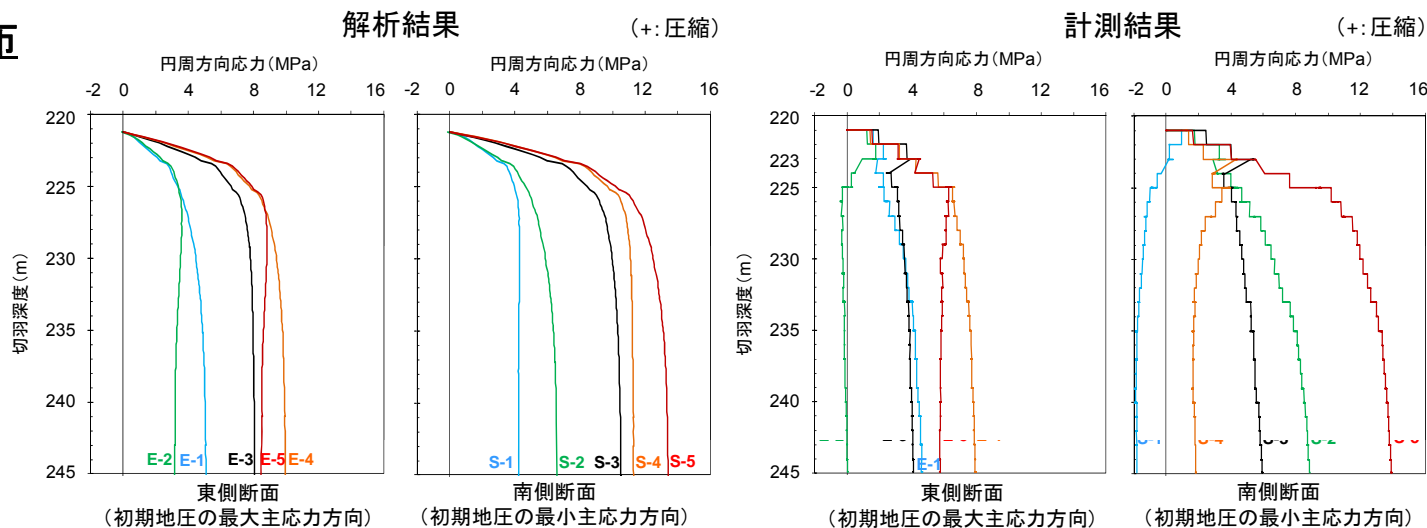 解析結果
(+:圧縮)
円周方向応力(MPa)
円周方向応力(MPa)
-2 0 4 8 12 16
-2 0 4 8 12 16
切羽深度(m)
220
225
230
235
240
245
E-2 E-1 E-3 E-5 E-4
S-1 S-2 S-3 S-4 S-5
東側断面
(初期地圧の最大主応力方向)
南側断面
(初期地圧の最小主応力方向)
計測結果
(+:圧縮)
円周方向応力(MPa)
円周方向応力(MPa)
-2 0 4 8 12 16
-2 0 4 8 12 16
切羽深度(m)
220
223
225
230
235
240
245
E-1
S-4 S-2
東側断面
(初期地圧の最大主応力方向)
南側断面
(初期地圧の最小主応力方向)